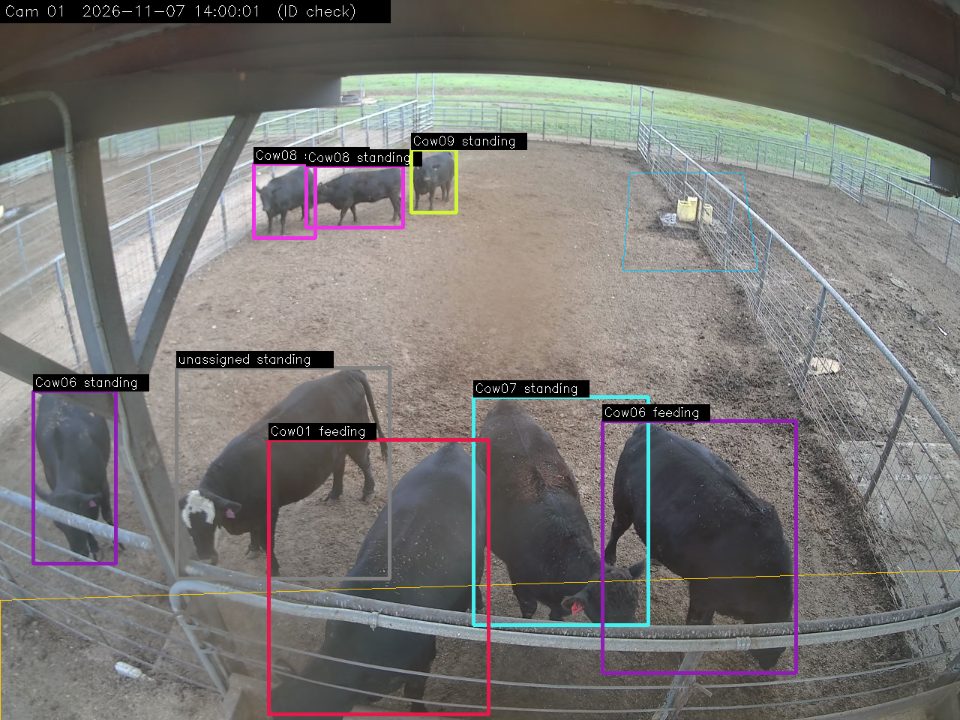 Cam 01 2026-11-07 14:00:01 (ID check)
Cow09 standing
Cow08
Cow08 standing
unassigned standing
Cow06 standing
Cow07 standing
Cow06 feeding
Cow01 feeding